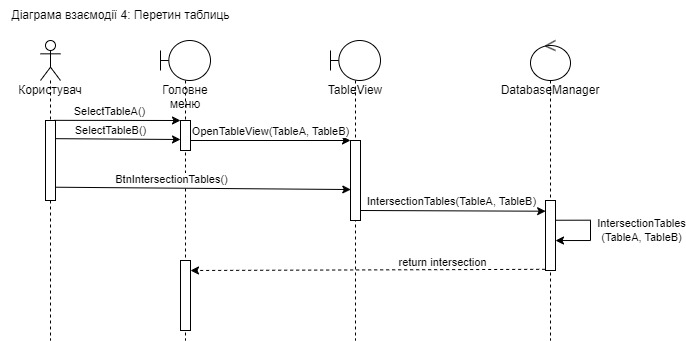 Діаграма взаємодії 4: Перетин таблиць
Користувач
Головне
меню
TableView
DatabaseManager
SelectTableA()
SelectTableB()
OpenTableView(TableA, TableB)
BtnIntersectionTables()
IntersectionTables(TableA, TableB)
IntersectionTables
(TableA, TableB)
return intersection